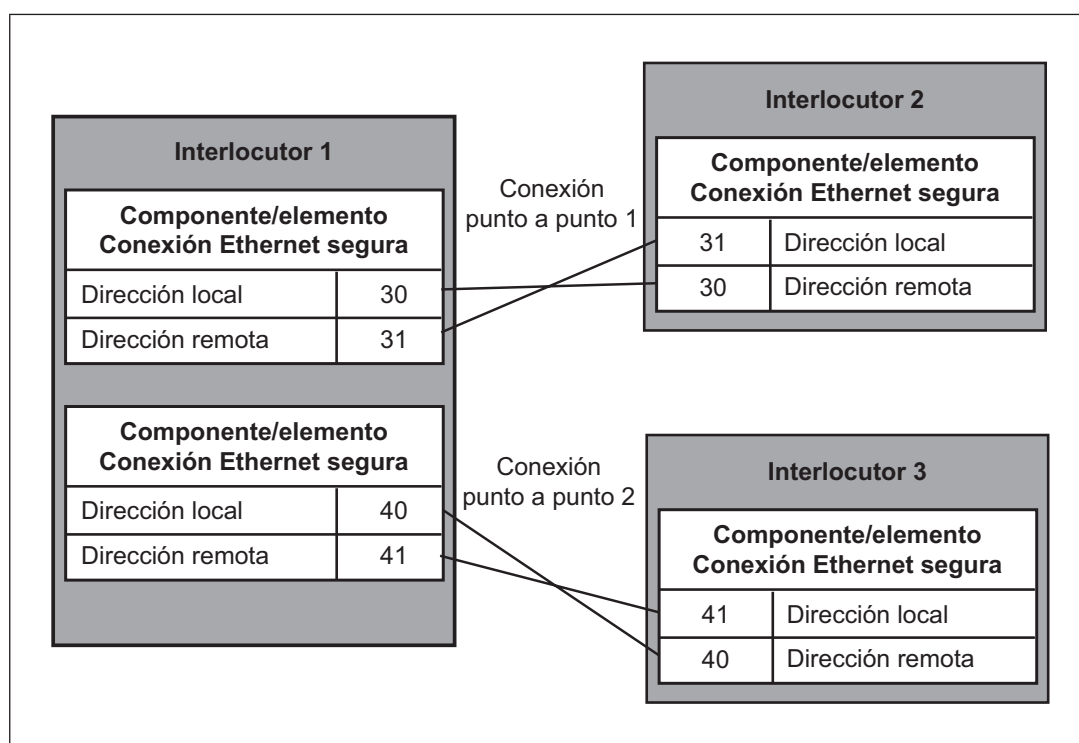 Interlocutor 1
Componente/elemento
Conexión Ethernet segura
Dirección local 30
Dirección remota 31
Componente/elemento
Conexión Ethernet segura
Dirección local 40
Dirección remota 41
Conexión
punto a punto 1
Conexión
punto a punto 2
Interlocutor 2
Componente/elemento
Conexión Ethernet segura
31 Dirección local
30 Dirección remota
Interlocutor 3
Componente/elemento
Conexión Ethernet segura
41 Dirección local
40 Dirección remota